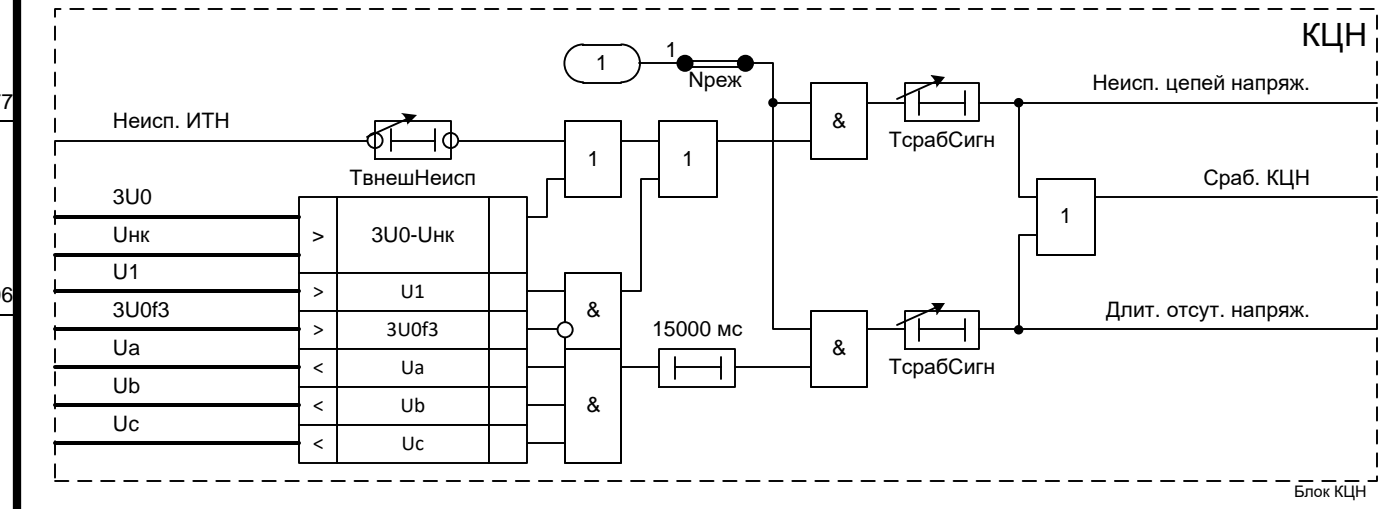 КЦН
1
1
Nреж
77
Неисп. ИТН
&
Неисп. цепей напряж.
ТсрабСигн
ТвнешНеисп
1
1
3U0
Сраб. КЦН
1
Uнк
>
3U0-Uнк
U1
>
U1
06
3U0f3
>
3U0f3
&
15000 мс
&
Длит. отсут. напряж.
ТсрабСигн
Ua
<
Ua
Ub
<
Ub
&
Uc
<
Uc
Блок КЦН